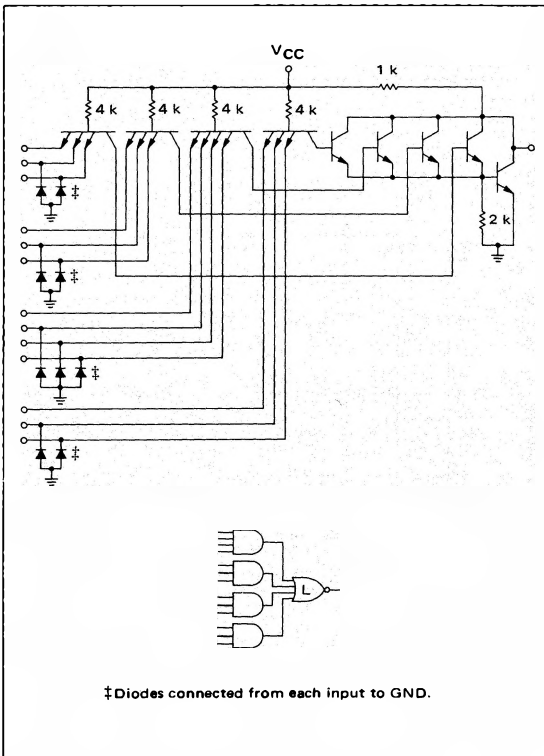 VCC
1 k
4 k
4 k
4 k
4 k
2 k
‡
‡
‡
‡
L
‡Diodes connected from each input to GND.